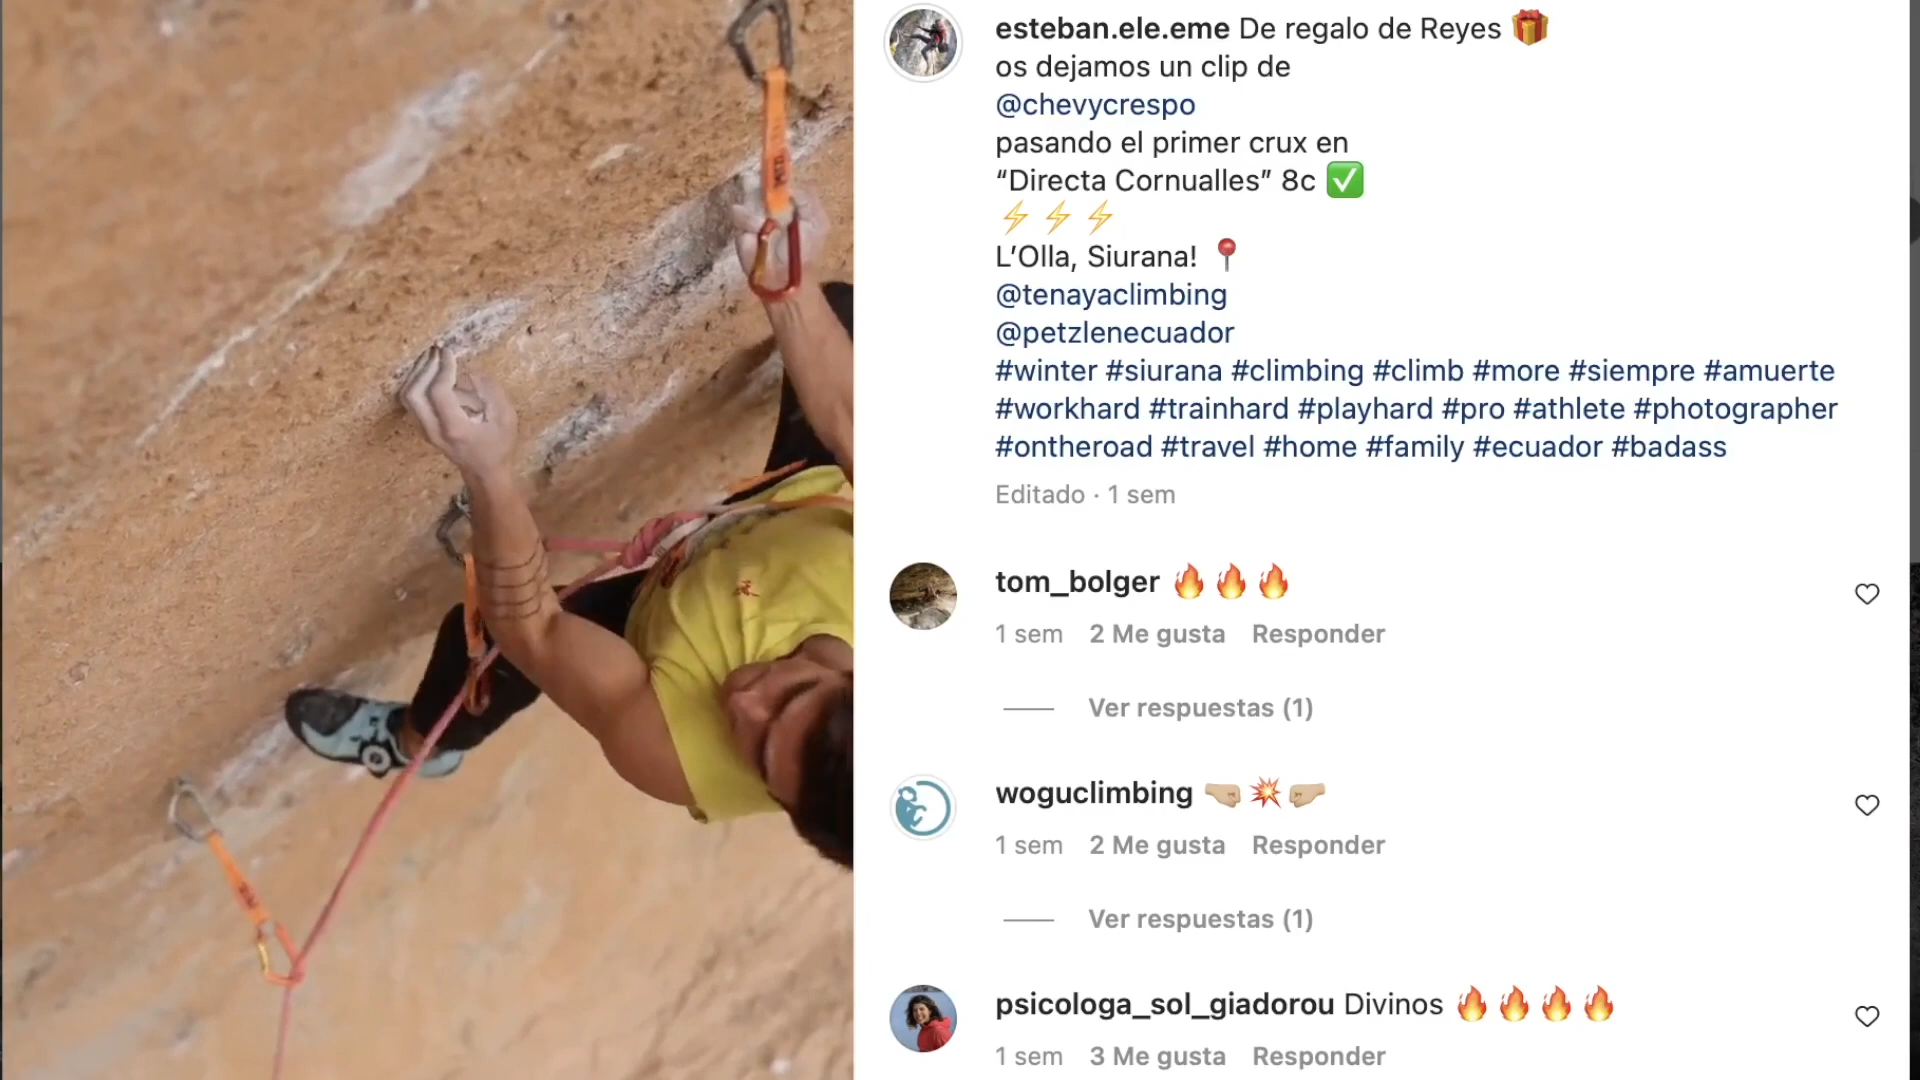 esteban.ele.eme De regalo de Reyes 🎁
os dejamos un clip de
@chevycrespo
pasando el primer crux en
“Directa Cornualles” 8c ✅
⚡⚡⚡
L’Olla, Siurana! 📍
@tenayaclimbing
@petzlenecuador
#winter #siurana #climbing #climb #more #siempre #amuerte
#workhard #trainhard #playhard #pro #athlete #photographer
#ontheroad #travel #home #family #ecuador #badass
Editado · 1 sem
tom_bolger 🔥🔥🔥
1 sem 2 Me gusta Responder
Ver respuestas (1)
woguclimbing 🤜🏼💥🤛🏼
1 sem 2 Me gusta Responder
Ver respuestas (1)
psicologa_sol_giadorou Divinos 🔥🔥🔥🔥
1 sem 3 Me gusta Responder